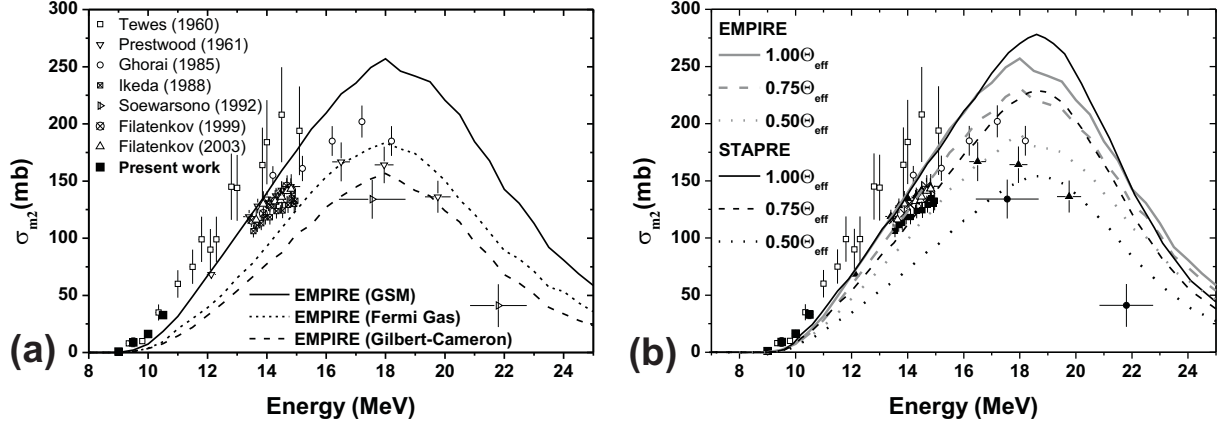 300
250
200
150
100
50
0
σm2 (mb)
Tewes (1960)
Prestwood (1961)
Ghorai (1985)
Ikeda (1988)
Soewarsono (1992)
Filatenkov (1999)
Filatenkov (2003)
Present work
EMPIRE (GSM)
EMPIRE (Fermi Gas)
EMPIRE (Gilbert-Cameron)
(a)
8 10 12 14 16 18 20 22 24
Energy (MeV)
300
250
200
150
100
50
0
σm2 (mb)
EMPIRE
1.00Θeff
0.75Θeff
0.50Θeff
STAPRE
1.00Θeff
0.75Θeff
0.50Θeff
(b)
8 10 12 14 16 18 20 22 24
Energy (MeV)